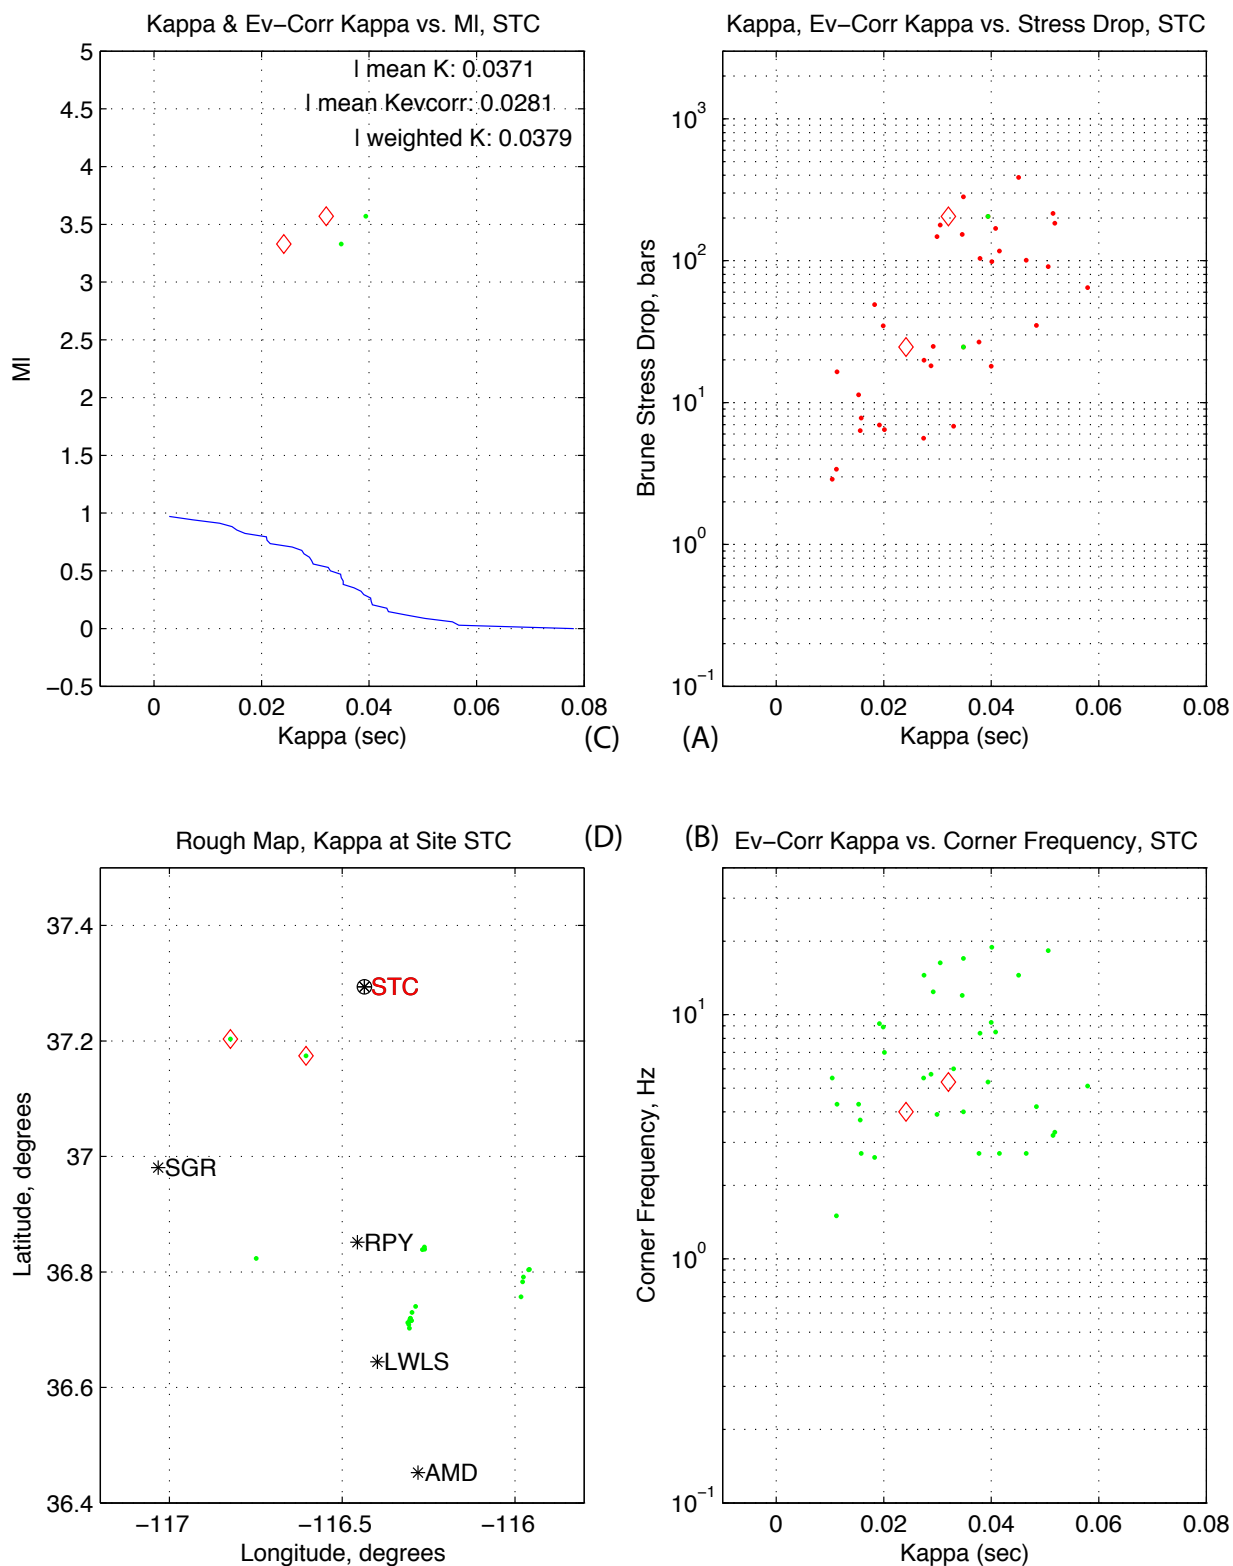 Kappa & Ev−Corr Kappa vs. Ml, STC
l mean K: 0.0371
l mean Kevcorr: 0.0281
l weighted K: 0.0379
5
4.5
4
3.5
3
2.5
2
1.5
1
0.5
0
−0.5
Ml
0 0.02 0.04 0.06 0.08
Kappa (sec)
(C)
Kappa, Ev−Corr Kappa vs. Stress Drop, STC
10^3
10^2
10^1
10^0
10^−1
Brune Stress Drop, bars
0 0.02 0.04 0.06 0.08
Kappa (sec)
(A)
Rough Map, Kappa at Site STC
(D)
37.4
37.2
37
36.8
36.6
36.4
Latitude, degrees
STC
SGR
RPY
LWLS
AMD
−117 −116.5 −116
Longitude, degrees
(B)
Ev−Corr Kappa vs. Corner Frequency, STC
10^1
10^0
10^−1
Corner Frequency, Hz
0 0.02 0.04 0.06 0.08
Kappa (sec)